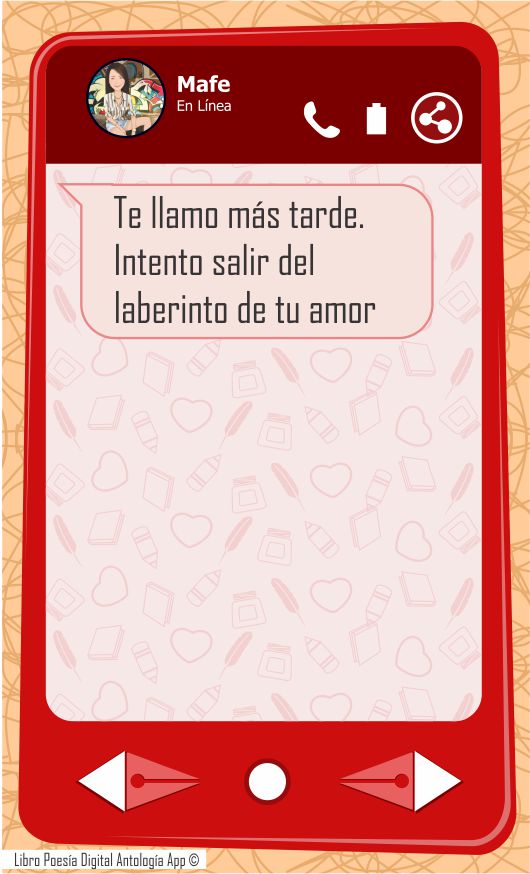 Mafe
En Línea
Te llamo más tarde.
Intento salir del
laberinto de tu amor
Libro Poesía Digital Antología App ©